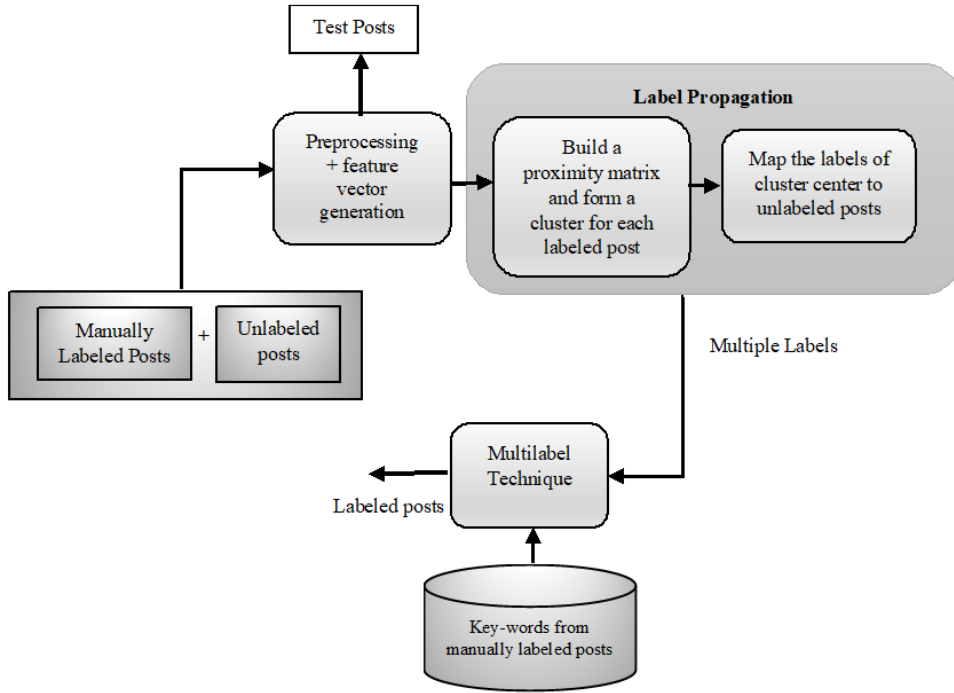 Test Posts
Label Propagation
Preprocessing
+ feature
vector
generation
Build a
proximity matrix
and form a
cluster for each
labeled post
Map the labels of
cluster center to
unlabeled posts
Manually
Labeled Posts
+
Unlabeled
posts
Multiple Labels
Multilabel
Technique
Labeled posts
Key-words from
manually labeled posts